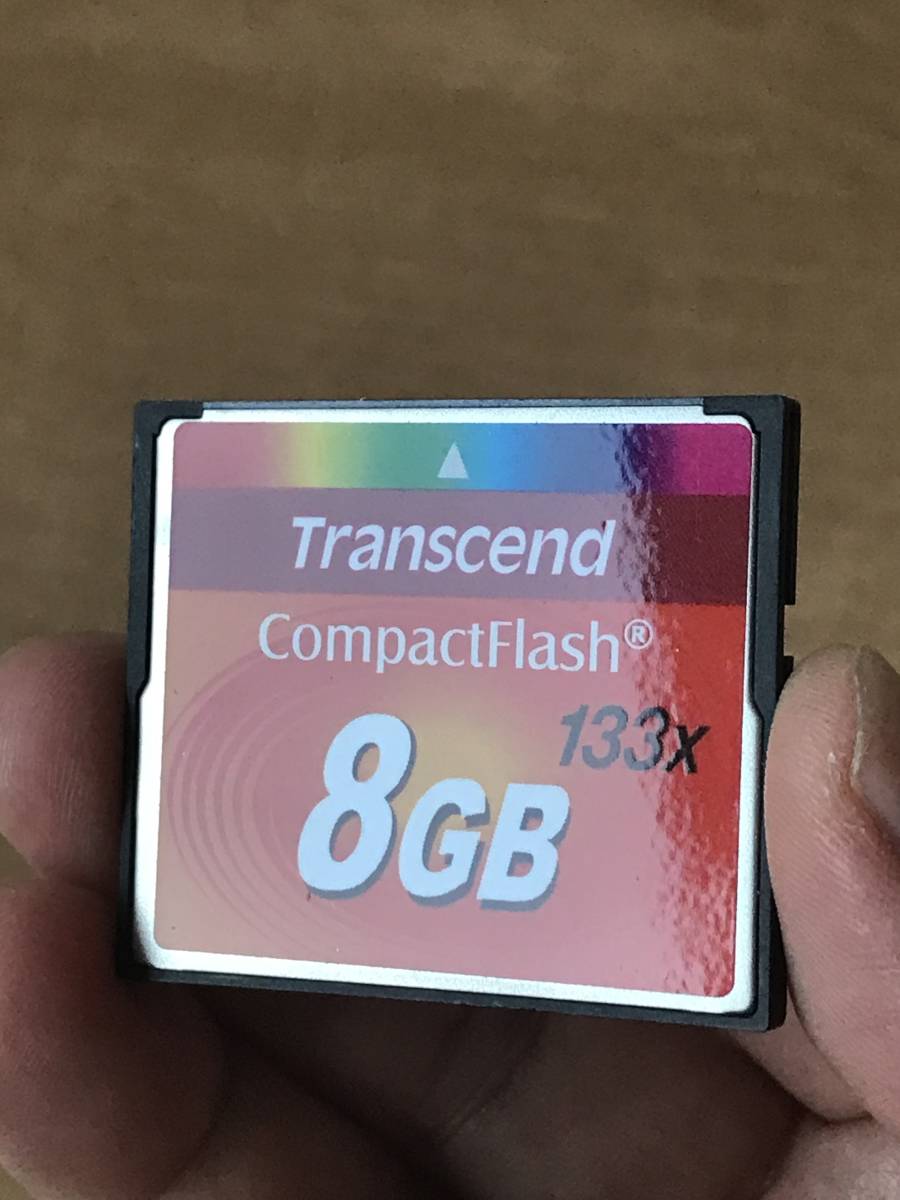 Transcend
CompactFlash®
133x
8GB